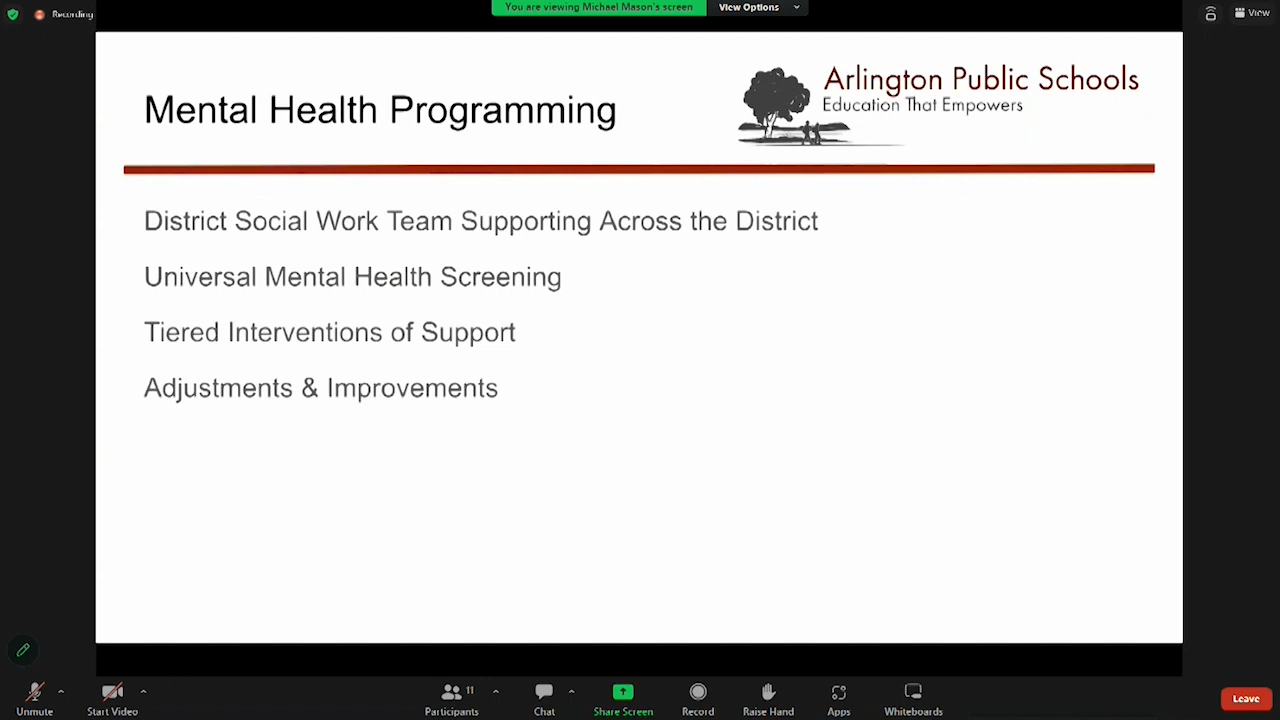 Recording
You are viewing Michael Mason's screen
View Options
View
Mental Health Programming
Arlington Public Schools
Education That Empowers
District Social Work Team Supporting Across the District
Universal Mental Health Screening
Tiered Interventions of Support
Adjustments & Improvements
Unmute
Start Video
11
Participants
Chat
Share Screen
Record
Raise Hand
Apps
Whiteboards
Leave